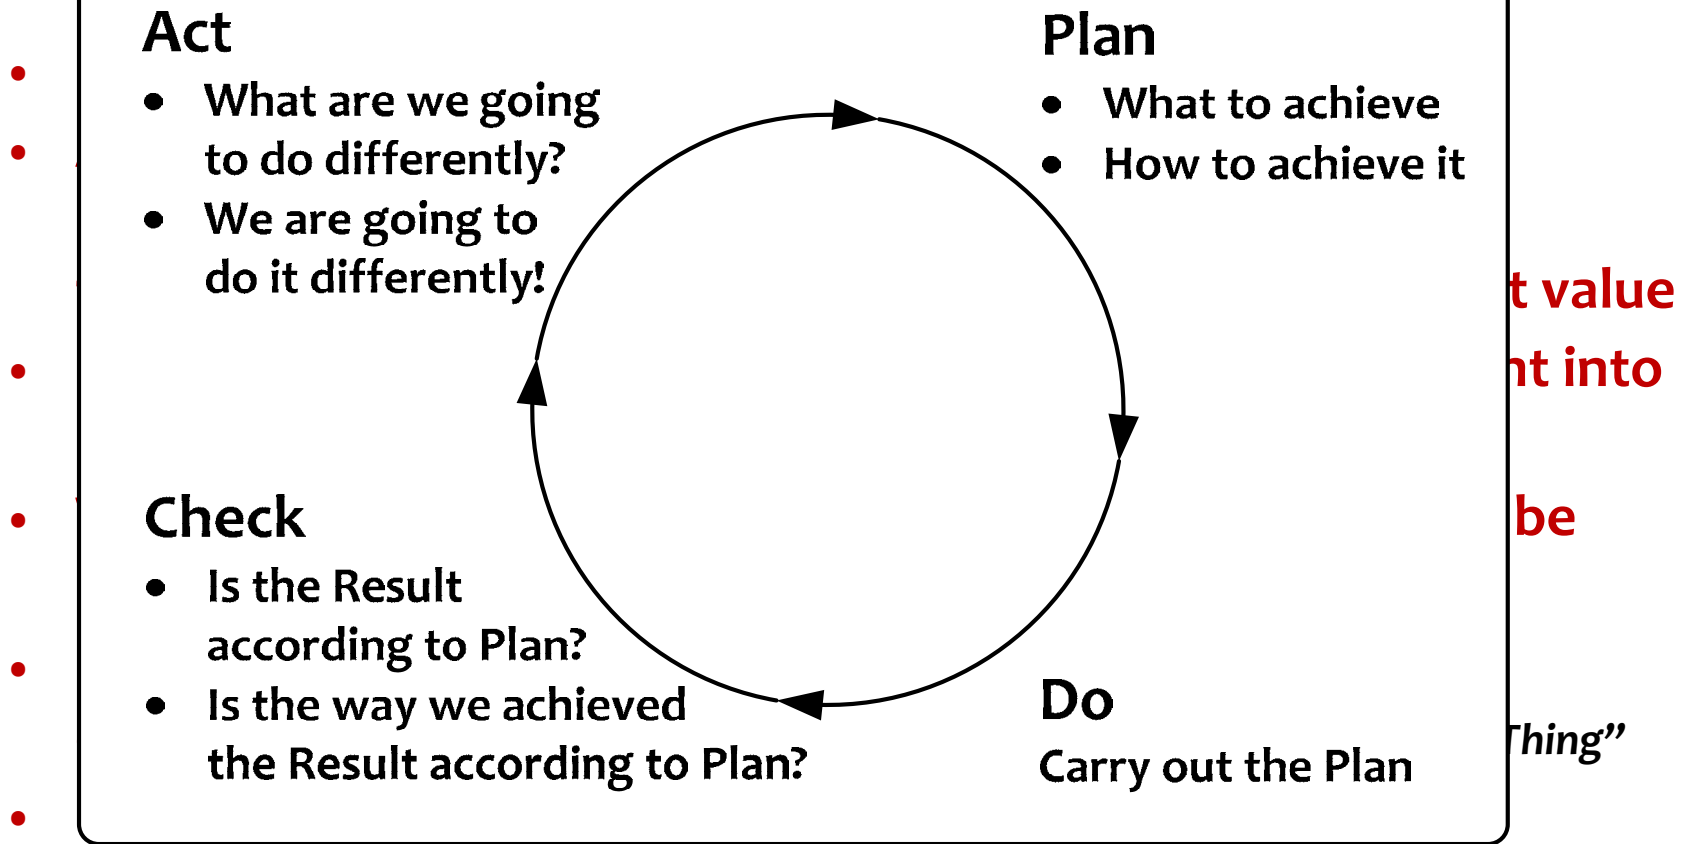 Act
• What are we going
to do differently?
• We are going to
do it differently!
Plan
• What to achieve
• How to achieve it
Check
• Is the Result
according to Plan?
• Is the way we achieved
the Result according to Plan?
Do
Carry out the Plan
value
into
be
Thing”